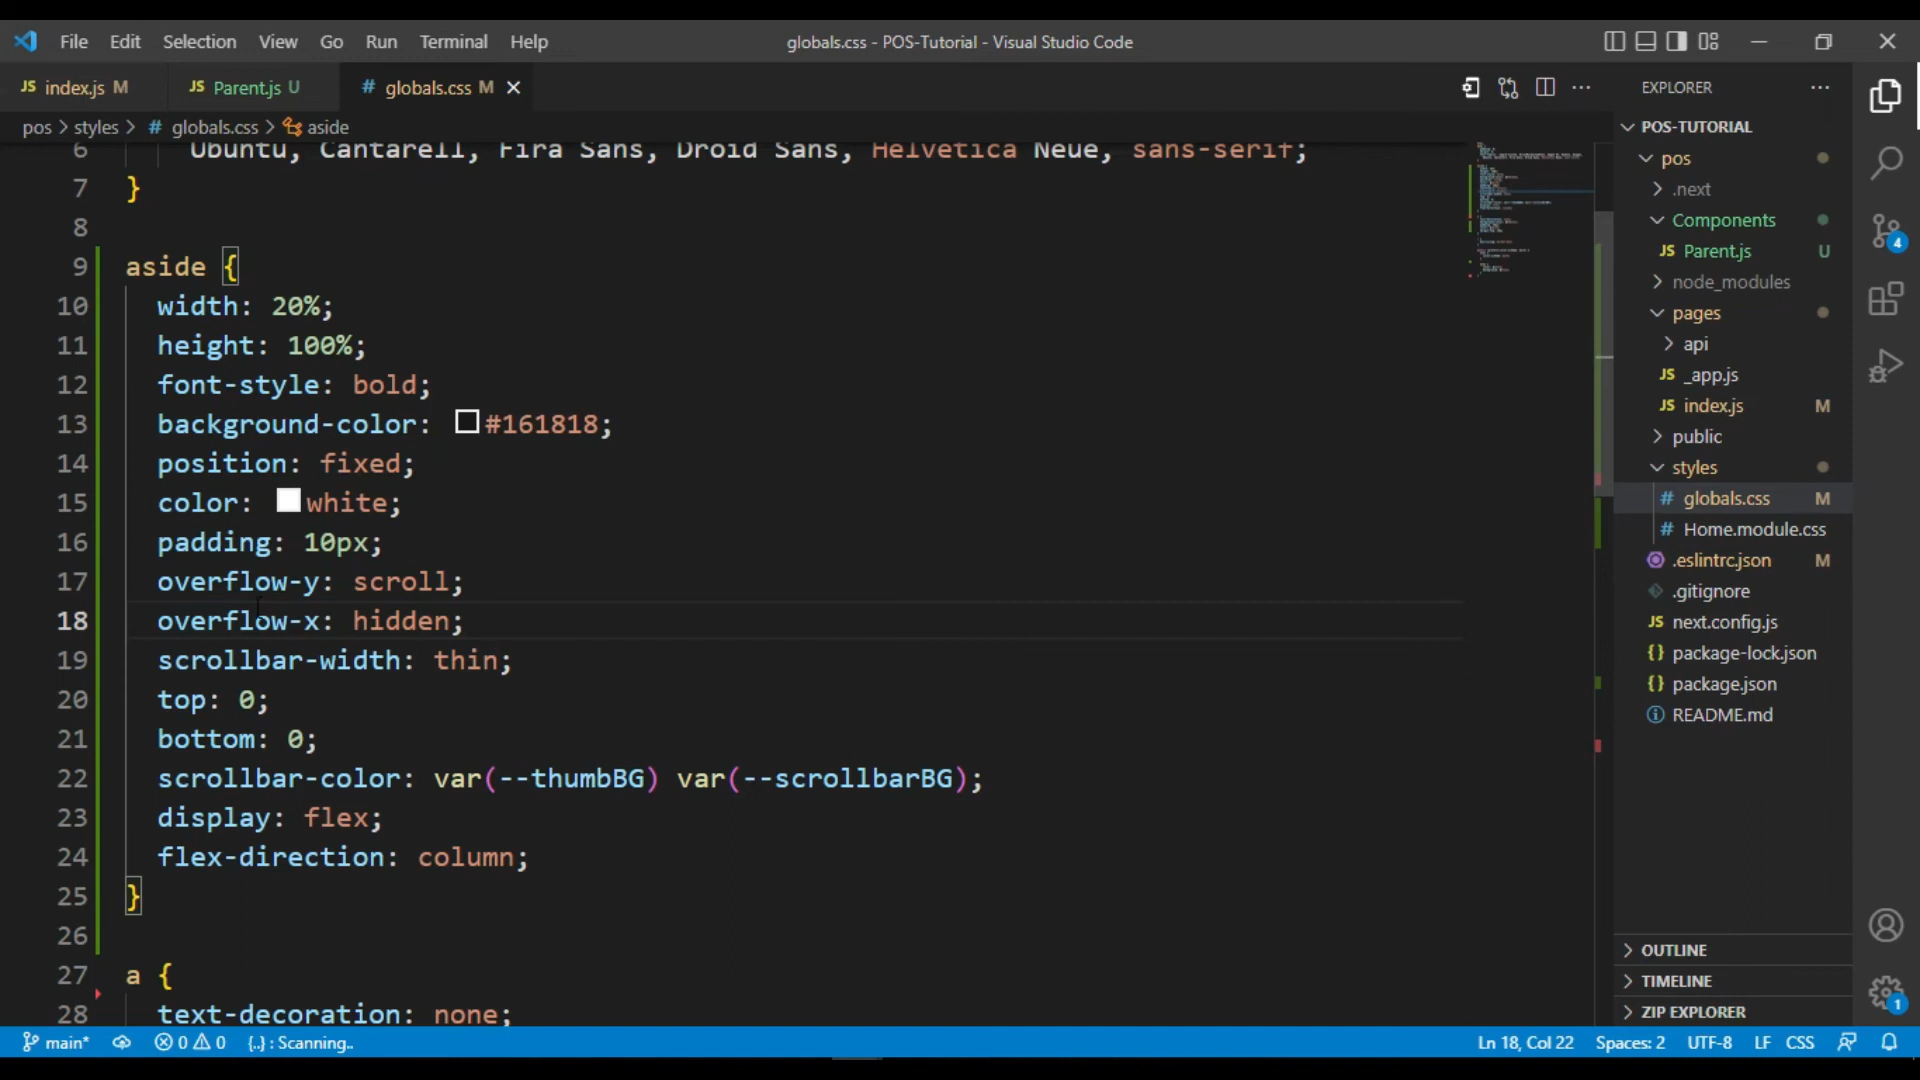 File Edit Selection View Go Run Terminal Help globals.css - POS-Tutorial - Visual Studio Code
JS index.js M JS Parent.js U # globals.css M
pos > styles > # globals.css > aside
6 Ubuntu, Cantarell, Fira Sans, Droid Sans, Helvetica Neue, sans-serif;
7 }
8
9 aside {
10 width: 20%;
11 height: 100%;
12 font-style: bold;
13 background-color: #161818;
14 position: fixed;
15 color: white;
16 padding: 10px;
17 overflow-y: scroll;
18 overflow-x: hidden;
19 scrollbar-width: thin;
20 top: 0;
21 bottom: 0;
22 scrollbar-color: var(--thumbBG) var(--scrollbarBG);
23 display: flex;
24 flex-direction: column;
25 }
26
27 a {
28 text-decoration: none;
EXPLORER
POS-TUTORIAL
pos
.next
Components
JS Parent.js U
node_modules
pages
api
JS _app.js
JS index.js M
public
styles
# globals.css M
# Home.module.css
.eslintrc.json M
.gitignore
JS next.config.js
{} package-lock.json
{} package.json
README.md
OUTLINE
TIMELINE
ZIP EXPLORER
4
1
main* 0 0 {..} : Scanning.. Ln 18, Col 22 Spaces: 2 UTF-8 LF CSS